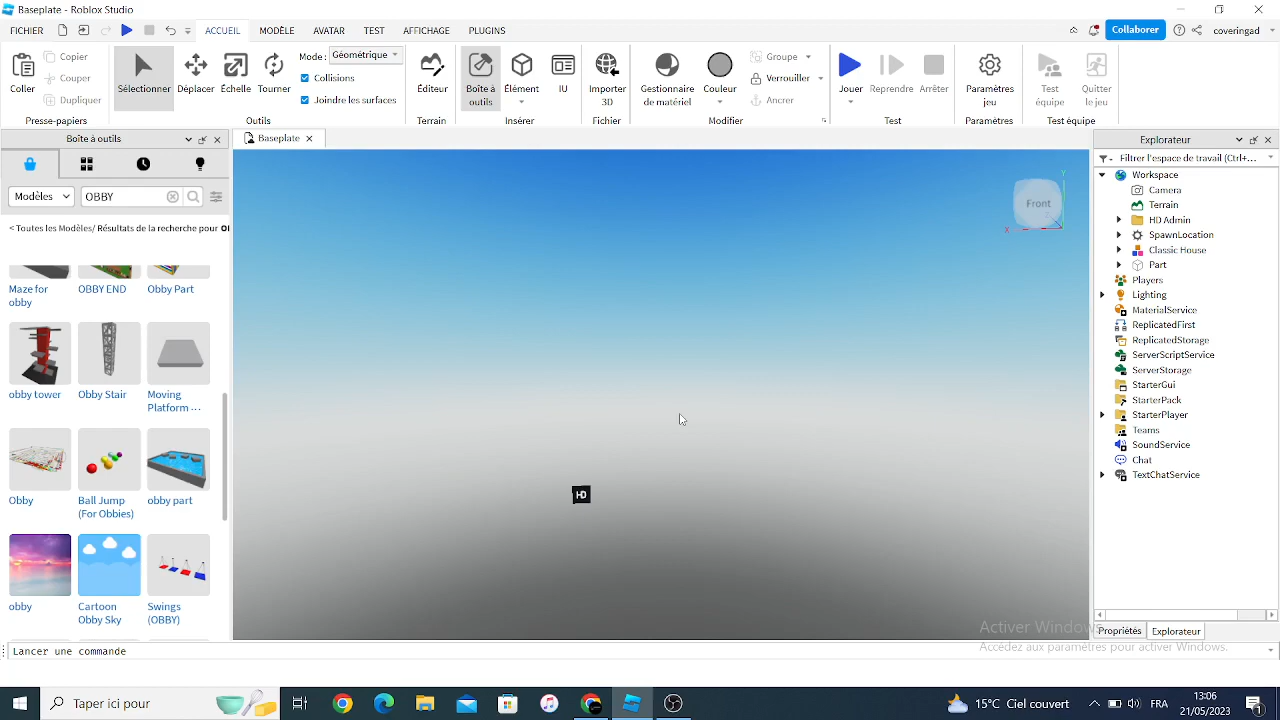 Baseplate - Roblox Studio
FICHIER ACCUEIL MODÈLE AVATAR TEST AFFICHAGE PLUGINS Collaborer coveringad
Coller Copier Couper Dupliquer
Sélectionner Déplacer Échelle Tourner
Mode: Géométrique
Collisions
Joindre les surfaces
Éditeur
Boîte à outils
Élément
IU
Importer 3D
Gestionnaire de matériel
Couleur
Groupe
Verrouiller
Ancrer
Jouer Reprendre Arrêter
Paramètres jeu
Test équipe
Quitter le jeu
Presse-papiers Outils Terrain Insérer Fichier Modifier Test Paramètres Test équipe
Boîte à outils
Baseplate
Explorateur
Modèles OBBY
Filtrer l'espace de travail (Ctrl+...
< Toutes les Modèles/ Résultats de la recherche pour OB
Maze for obby
OBBY END
Obby Part
obby tower
Obby Stair
Moving Platform ...
Obby
Ball Jump (For Obbies)
obby part
obby
Cartoon Obby Sky
Swings (OBBY)
Front
Y
X
HD
Workspace
Camera
Terrain
HD Admin
SpawnLocation
Classic House
Part
Players
Lighting
MaterialService
ReplicatedFirst
ReplicatedStorage
ServerScriptService
ServerStorage
StarterGui
StarterPack
StarterPlayer
Teams
SoundService
Chat
TextChatService
Activer Windows
Accédez aux paramètres pour activer Windows.
Propriétés Explorateur
Lancer une commande
Taper ici pour
15°C Ciel couvert
FRA
13:06
21/05/2023